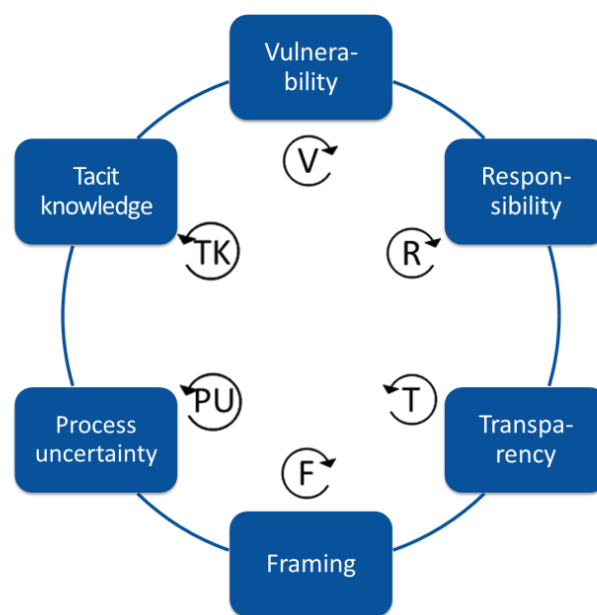 Vulnera-
bility
V
Tacit
knowledge
Respon-
sibility
TK
R
PU
T
Process
uncertainty
Transpa-
rency
F
Framing